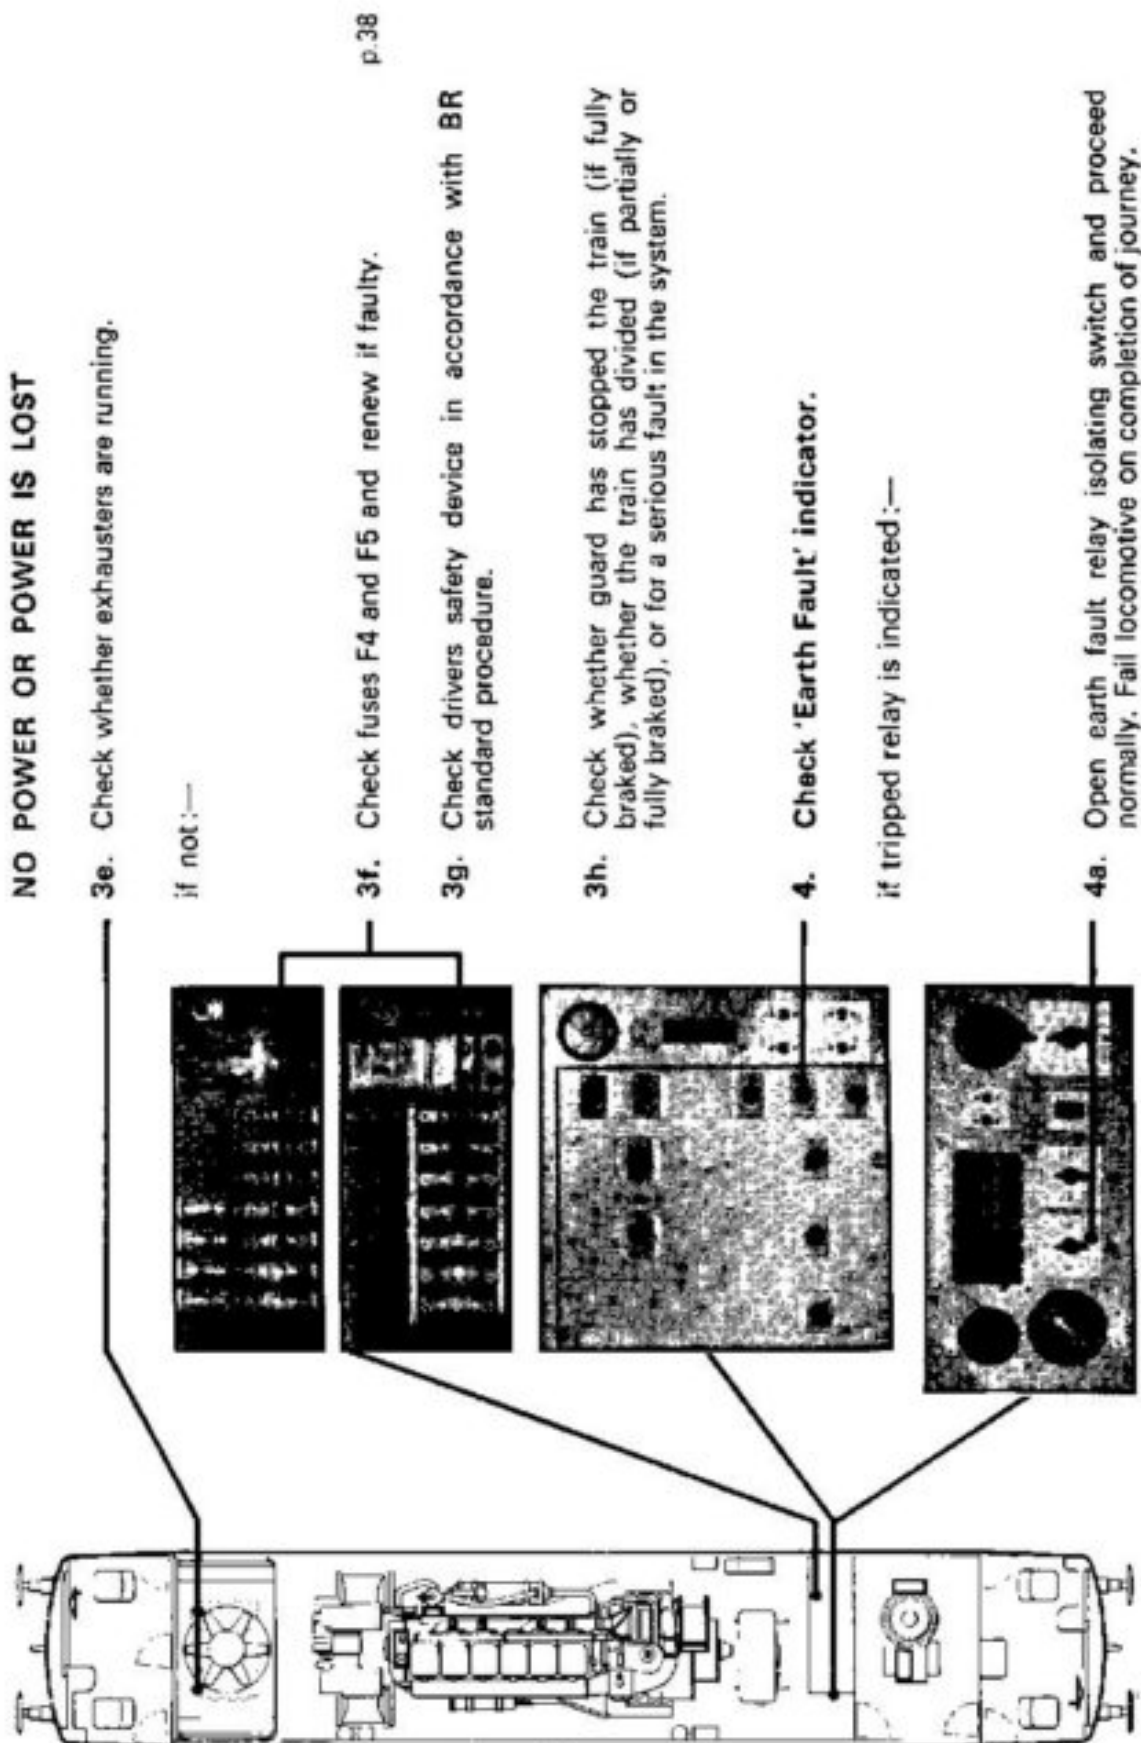 NO POWER OR POWER IS LOST
3e. Check whether exhausters are running.
if not:—
3f. Check fuses F4 and F5 and renew if faulty. p.38
3g. Check drivers safety device in accordance with BR
standard procedure.
3h. Check whether guard has stopped the train (if fully
braked), whether the train has divided (if partially or
fully braked), or for a serious fault in the system.
4. Check 'Earth Fault' indicator.
if tripped relay is indicated:—
4a. Open earth fault relay isolating switch and proceed
normally. Fail locomotive on completion of journey.